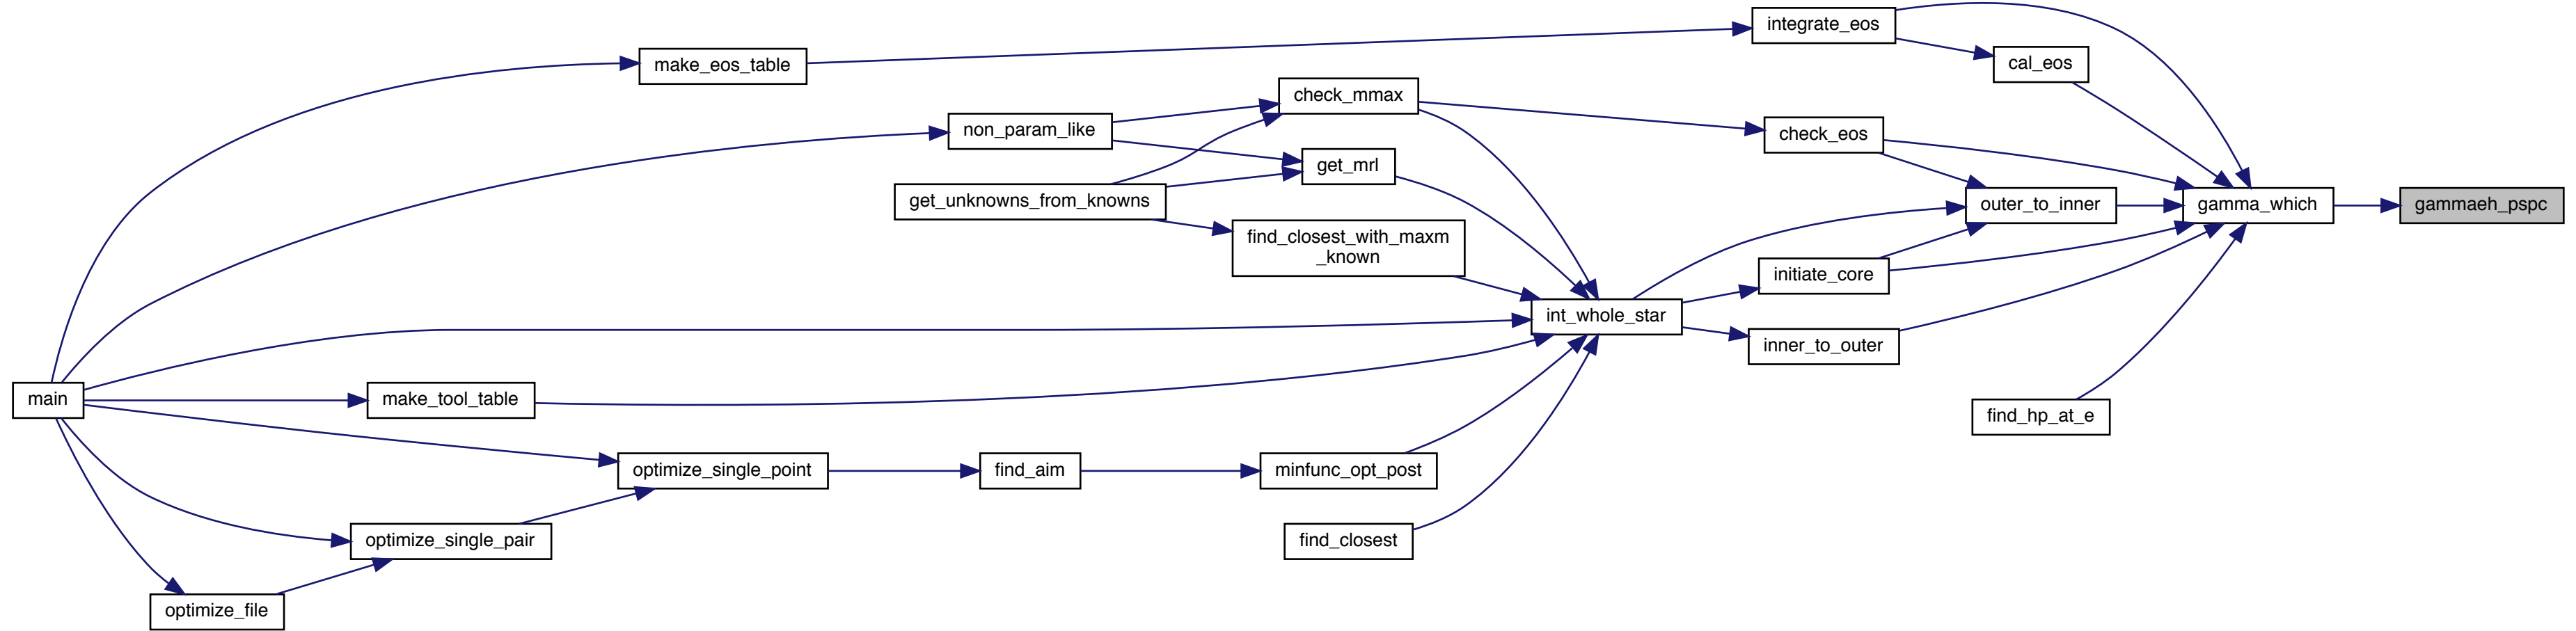 integrate_eos
make_eos_table
cal_eos
check_mmax
non_param_like
check_eos
get_mrl
get_unknowns_from_knowns
outer_to_inner
gamma_which
gammaeh_pspc
find_closest_with_maxm
_known
initiate_core
int_whole_star
inner_to_outer
main
make_tool_table
find_hp_at_e
optimize_single_point
find_aim
minfunc_opt_post
optimize_single_pair
find_closest
optimize_file